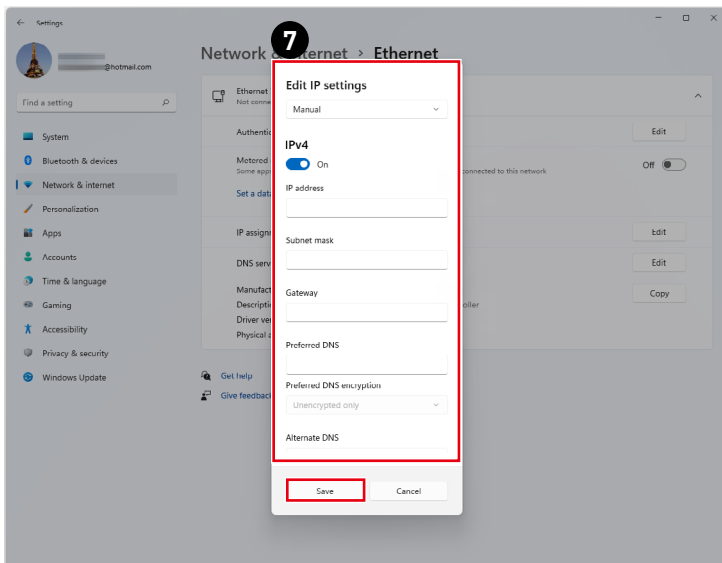 Settings
7
@hotmail.com
Network & Internet > Ethernet
Find a setting
System
Bluetooth & devices
Network & internet
Personalization
Apps
Accounts
Time & language
Gaming
Accessibility
Privacy & security
Windows Update
Ethernet
Not conne
Authentic
Edit
Metered
Some app
connected to this network
Off
Set a data
IP assignm
Edit
DNS serv
Edit
Manufact
Copy
Descripti
oller
Driver ver
Physical a
Get help
Give feedback
Edit IP settings
Manual
IPv4
On
IP address
Subnet mask
Gateway
Preferred DNS
Preferred DNS encryption
Unencrypted only
Alternate DNS
Save
Cancel